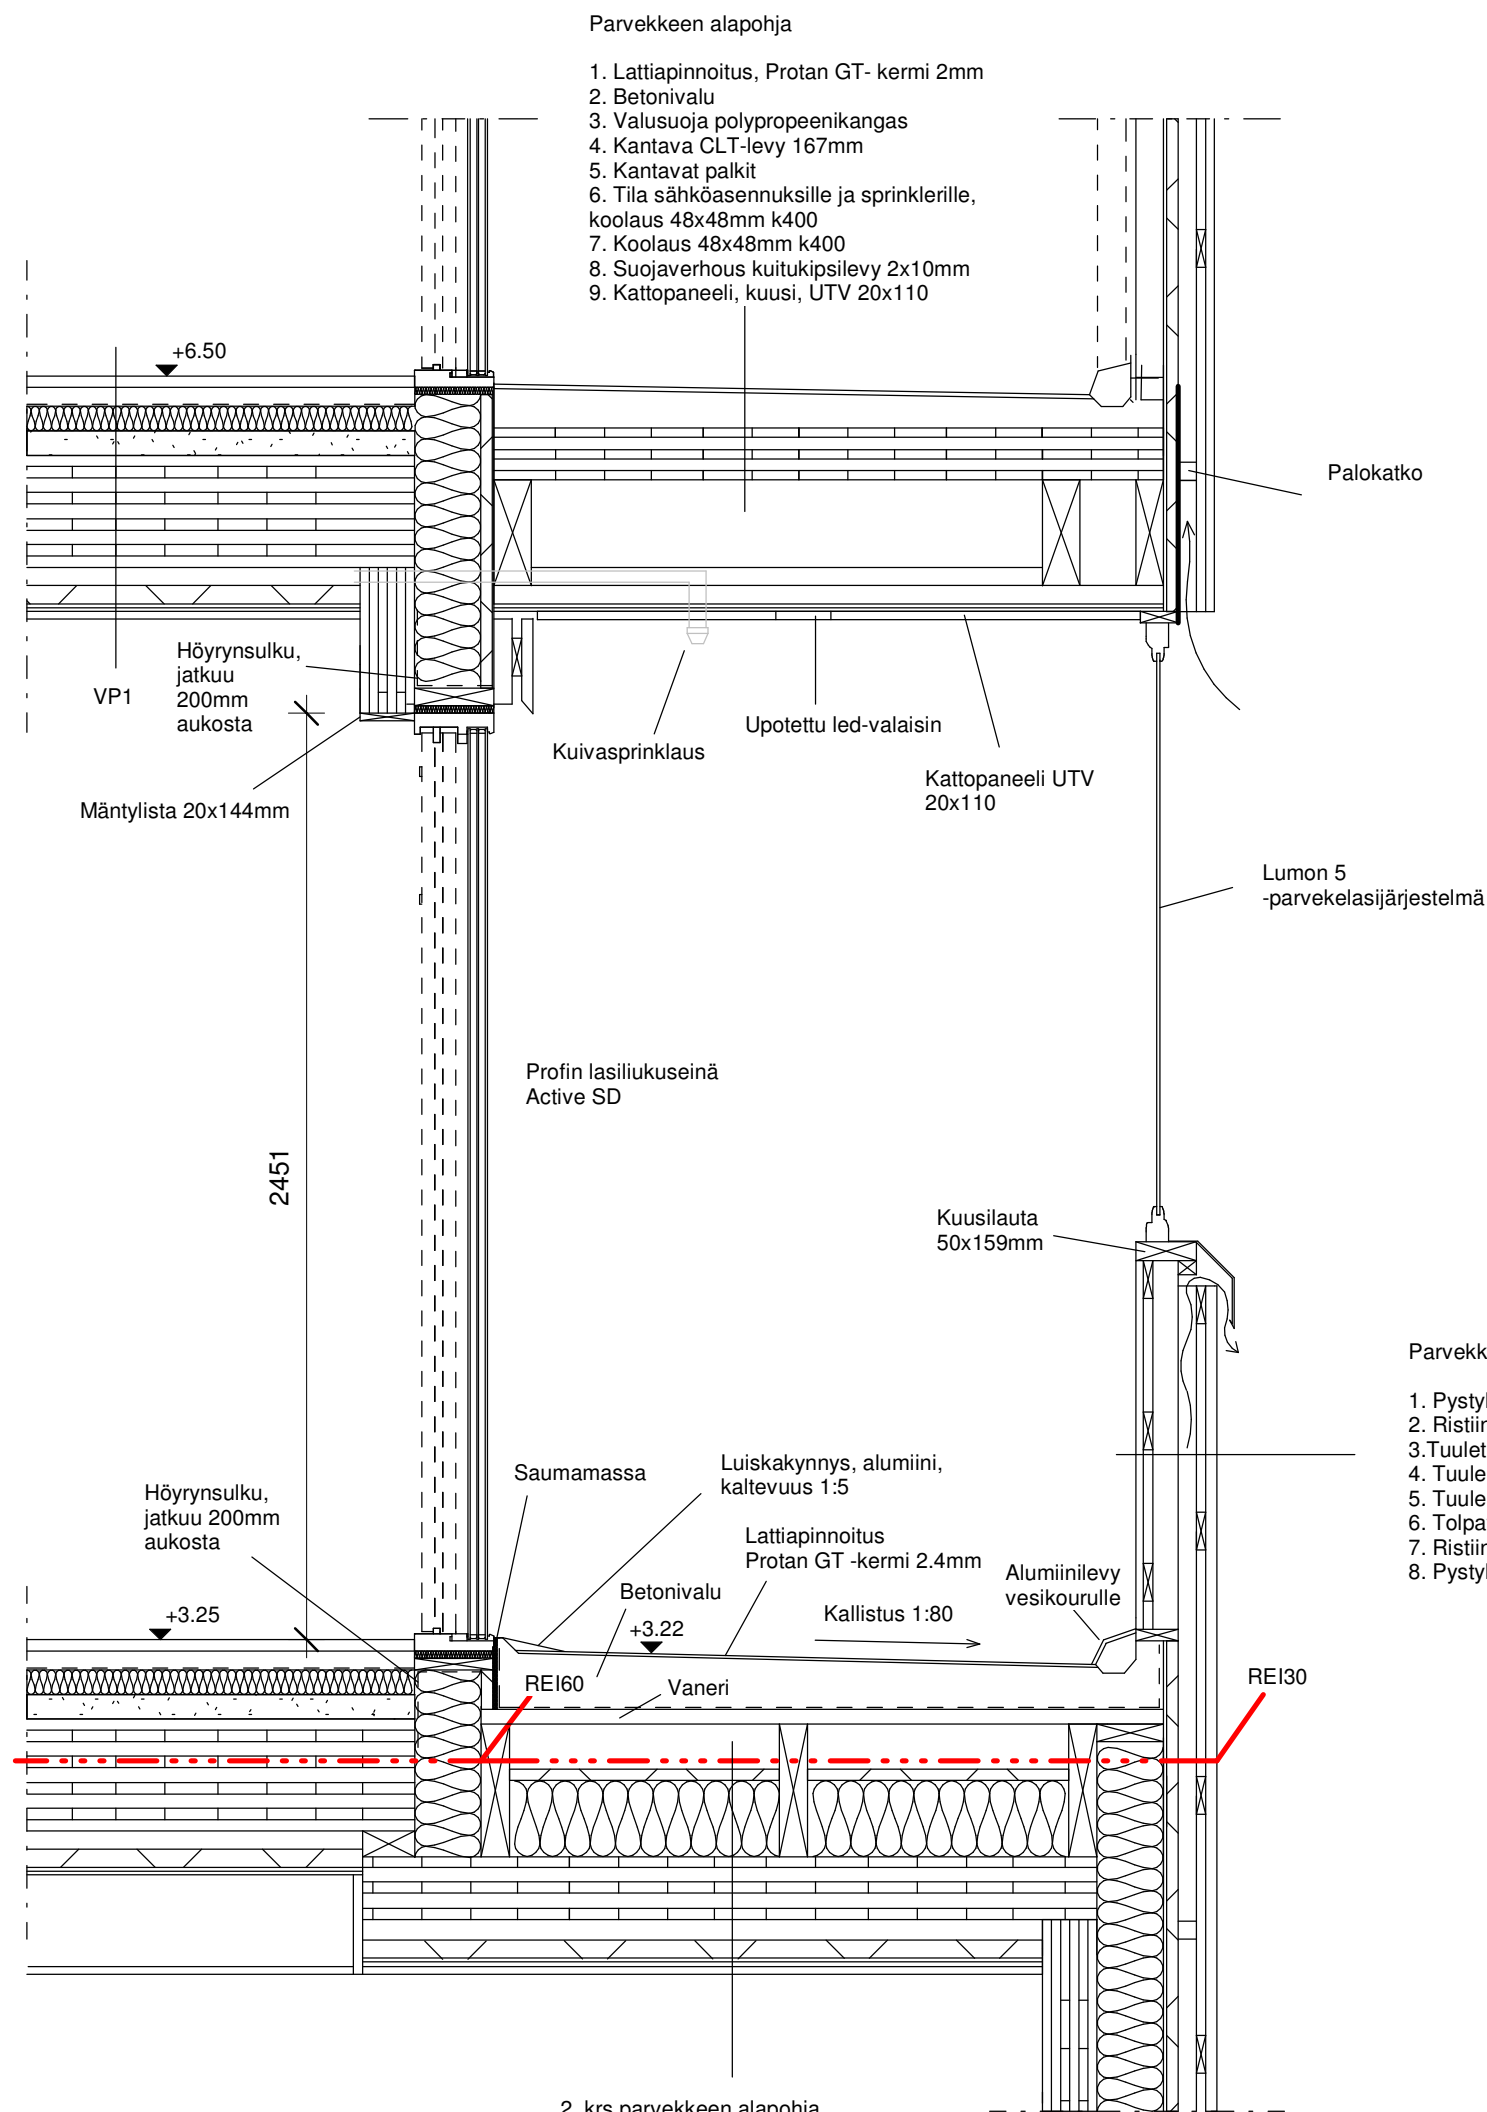 Parvekkeen alapohja
1. Lattiapinnoitus, Protan GT- kermi 2mm
2. Betonivalu
3. Valusuoja polypropeenikangas
4. Kantava CLT-levy 167mm
5. Kantavat palkit
6. Tila sähköasennuksille ja sprinklerille,
koolaus 48x48mm k400
7. Koolaus 48x48mm k400
8. Suojaverhous kuitukipsilevy 2x10mm
9. Kattopaneeli, kuusi, UTV 20x110
+6.50
Palokatko
Höyrynsulku,
jatkuu
200mm
aukosta
VP1
Upotettu led-valaisin
Kuivasprinklaus
Kattopaneeli UTV
20x110
Mäntylista 20x144mm
Lumon 5
-parvekelasijärjestelmä
Profin lasiliukuseinä
Active SD
2451
Kuusilauta
50x159mm
Parvekk
1. Pystyl
2. Ristiin
3.Tuulet
4. Tuule
5. Tuule
6. Tolpa
7. Ristiin
8. Pystyl
Saumamassa
Luiskakynnys, alumiini,
kaltevuus 1:5
Höyrynsulku,
jatkuu 200mm
aukosta
Lattiapinnoitus
Protan GT -kermi 2.4mm
Alumiinilevy
vesikourulle
Betonivalu
Kallistus 1:80
+3.25
+3.22
REI60
Vaneri
REI30
2. krs parvekkeen alapohja